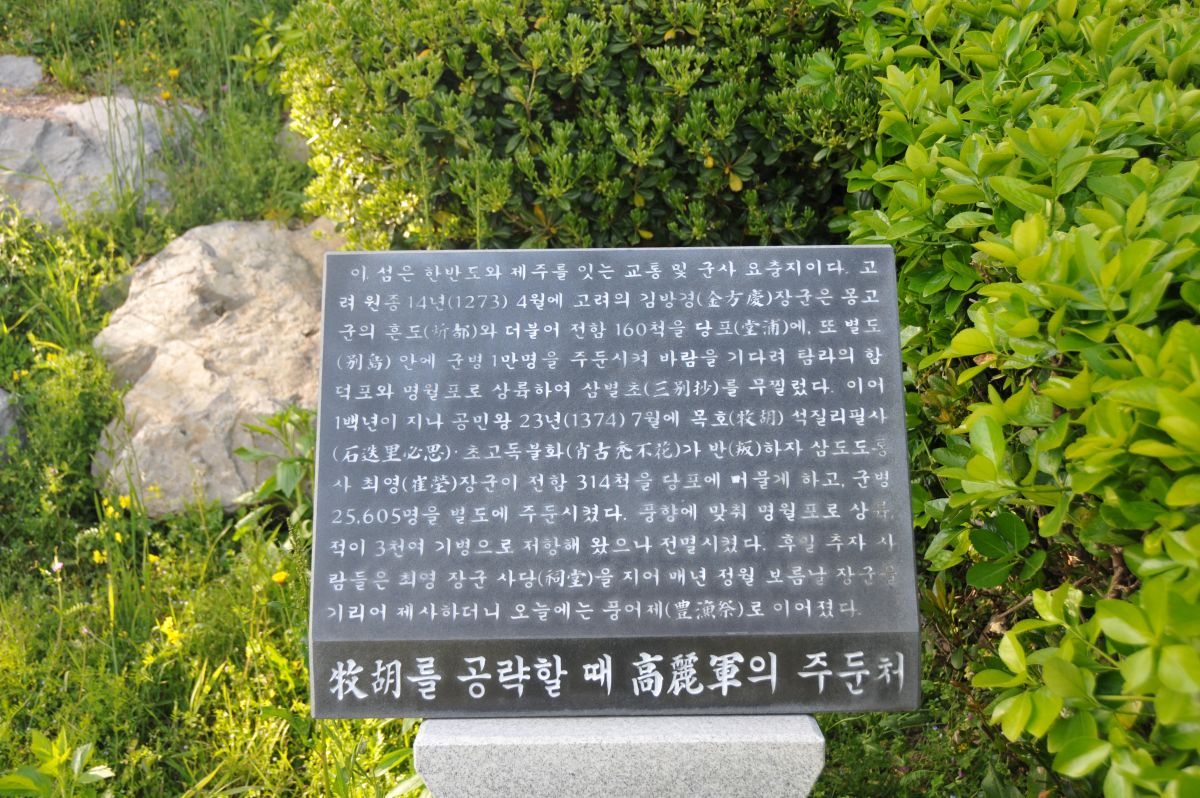 이 섬은 한반도와 제주를 잇는 교통 및 군사 요충지이다. 고
려 원종 14년(1273) 4월에 고려의 김방경(金方慶)장군은 몽고
군의 흔도(忻都)와 더불어 전함 160척을 당포(堂浦)에, 또 별도
(別島) 안에 군병 1만명을 주둔시켜 바람을 기다려 탐라의 함
덕포와 명월포로 상륙하여 삼별초(三別抄)를 무찔렀다. 이어
1백년이 지나 공민왕 23년(1374) 7월에 목호(牧胡) 석질리필사
(石迭里必思)·초고독불화(肖古禿不花)가 반(叛)하자 삼도도통
사 최영(崔瑩)장군이 전함 314척을 당포에 머물게 하고, 군병
25,605명을 별도에 주둔시켰다. 풍향에 맞춰 명월포로 상륙,
적이 3천여 기병으로 저항해 왔으나 전멸시켰다. 후일 추자 사
람들은 최영 장군 사당(祠堂)을 지어 매년 정월 보름날 장군을
기리어 제사하더니 오늘에는 풍어제(豊漁祭)로 이어졌다.
牧胡를 공략할 때 高麗軍의 주둔처